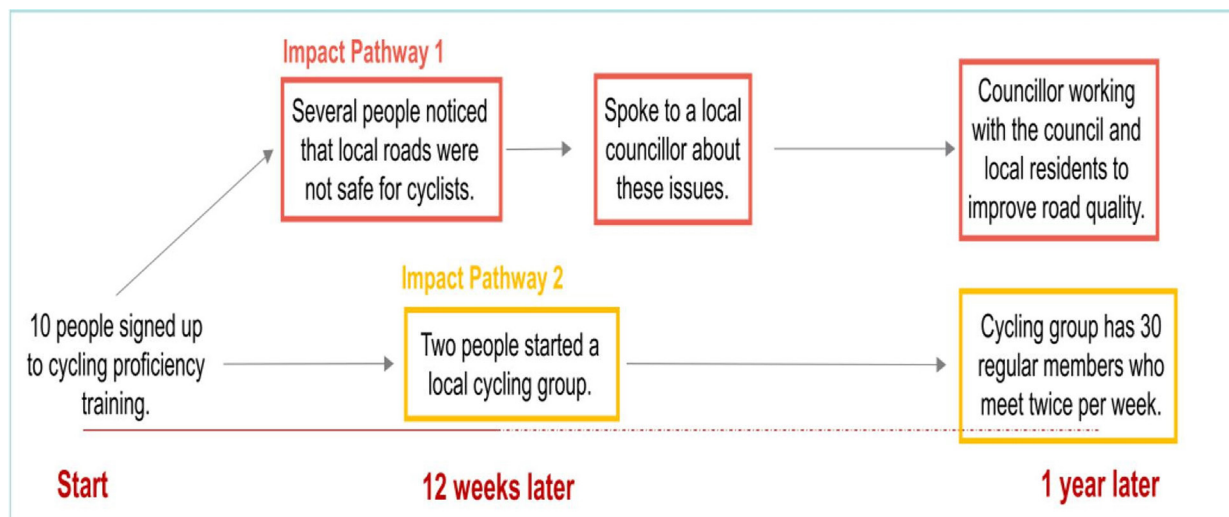 Impact Pathway 1
Several people noticed
that local roads were
not safe for cyclists.
Spoke to a local
councillor about
these issues.
Councillor working
with the council and
local residents to
improve road quality.
10 people signed up
to cycling proficiency
training.
Impact Pathway 2
Two people started a
local cycling group.
Cycling group has 30
regular members who
meet twice per week.
Start
12 weeks later
1 year later